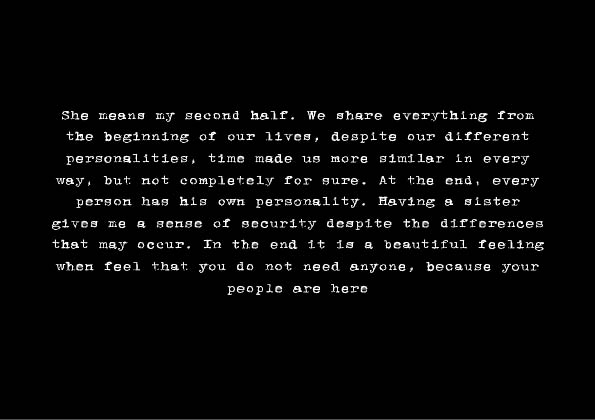 She means my second half. We share everything from
the beginning of our lives, despite our different
personalities, time made us more similar in every
way, but not completely for sure. At the end, every
person has his own personality. Having a sister
gives me a sense of security despite the differences
that may occur. In the end it is a beautiful feeling
when feel that you do not need anyone, because your
people are here